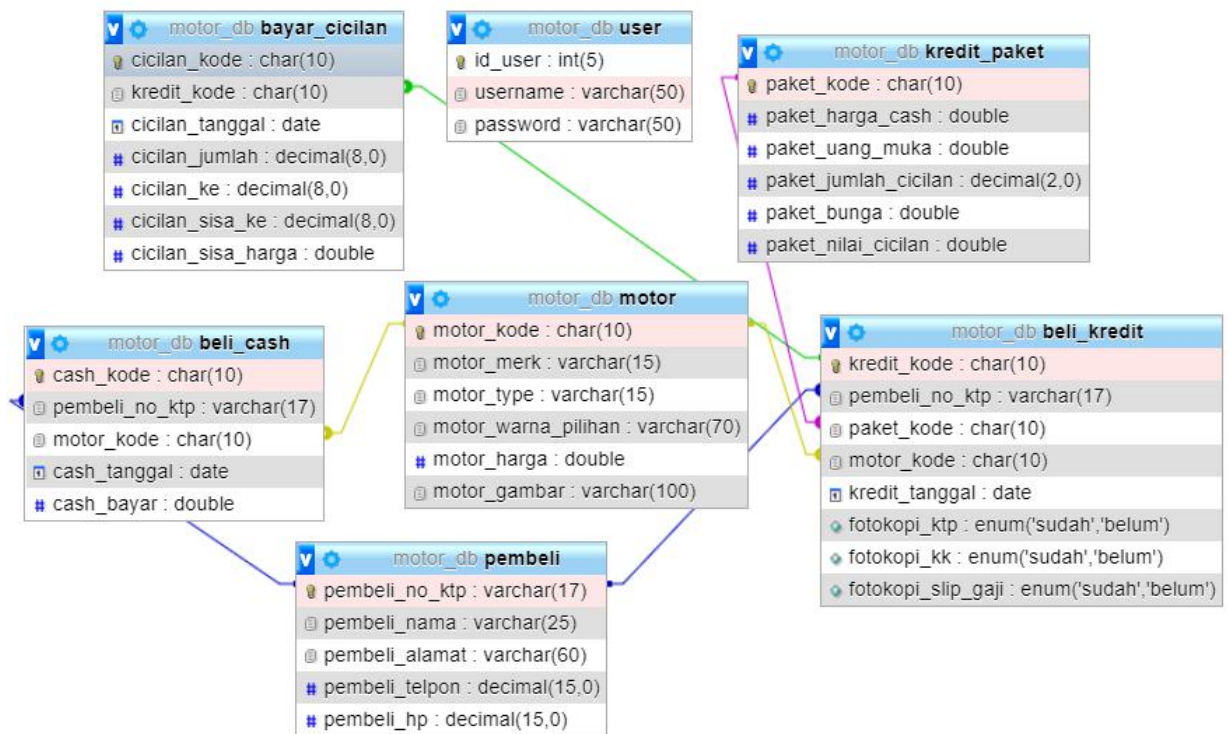 motor_db bayar_cicilan
cicilan_kode : char(10)
kredit_kode : char(10)
cicilan_tanggal : date
# cicilan_jumlah : decimal(8,0)
# cicilan_ke : decimal(8,0)
# cicilan_sisa_ke : decimal(8,0)
# cicilan_sisa_harga : double
motor_db user
id_user : int(5)
username : varchar(50)
password : varchar(50)
motor_db kredit_paket
paket_kode : char(10)
# paket_harga_cash : double
# paket_uang_muka : double
# paket_jumlah_cicilan : decimal(2,0)
# paket_bunga : double
# paket_nilai_cicilan : double
motor_db beli_cash
cash_kode : char(10)
pembeli_no_ktp : varchar(17)
motor_kode : char(10)
cash_tanggal : date
# cash_bayar : double
motor_db motor
motor_kode : char(10)
motor_merk : varchar(15)
motor_type : varchar(15)
motor_warna_pilihan : varchar(70)
# motor_harga : double
motor_gambar : varchar(100)
motor_db beli_kredit
kredit_kode : char(10)
pembeli_no_ktp : varchar(17)
paket_kode : char(10)
motor_kode : char(10)
kredit_tanggal : date
fotokopi_ktp : enum('sudah','belum')
fotokopi_kk : enum('sudah','belum')
fotokopi_slip_gaji : enum('sudah','belum')
motor_db pembeli
pembeli_no_ktp : varchar(17)
pembeli_nama : varchar(25)
pembeli_alamat : varchar(60)
# pembeli_telpon : decimal(15,0)
# pembeli_hp : decimal(15,0)